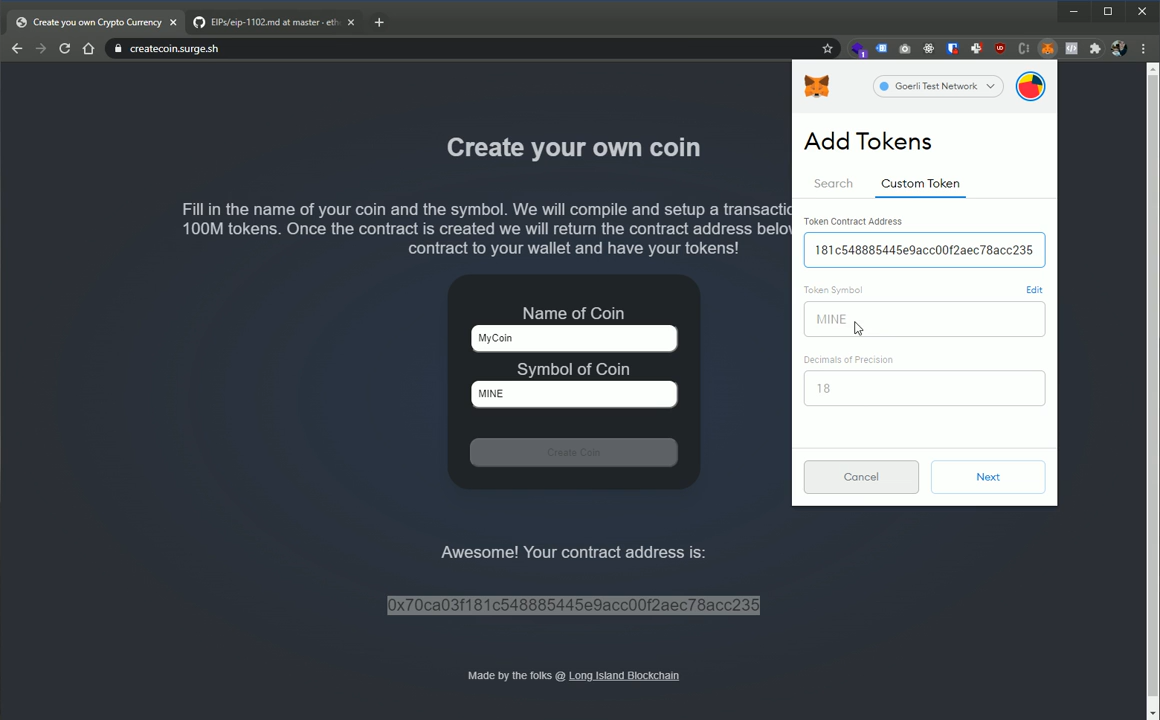 Create you own Crypto Currency
EIPs/eip-1102.md at master · eth
createcoin.surge.sh
1
Goerli Test Network
Add Tokens
Search
Custom Token
Token Contract Address
181c548885445e9acc00f2aec78acc235
Token Symbol
Edit
MINE
Decimals of Precision
18
Cancel
Next
Create your own coin
Fill in the name of your coin and the symbol. We will compile and setup a transactio
100M tokens. Once the contract is created we will return the contract address below
contract to your wallet and have your tokens!
Name of Coin
MyCoin
Symbol of Coin
MINE
Create Coin
Awesome! Your contract address is:
0x70ca03f181c548885445e9acc00f2aec78acc235
Made by the folks @ Long Island Blockchain